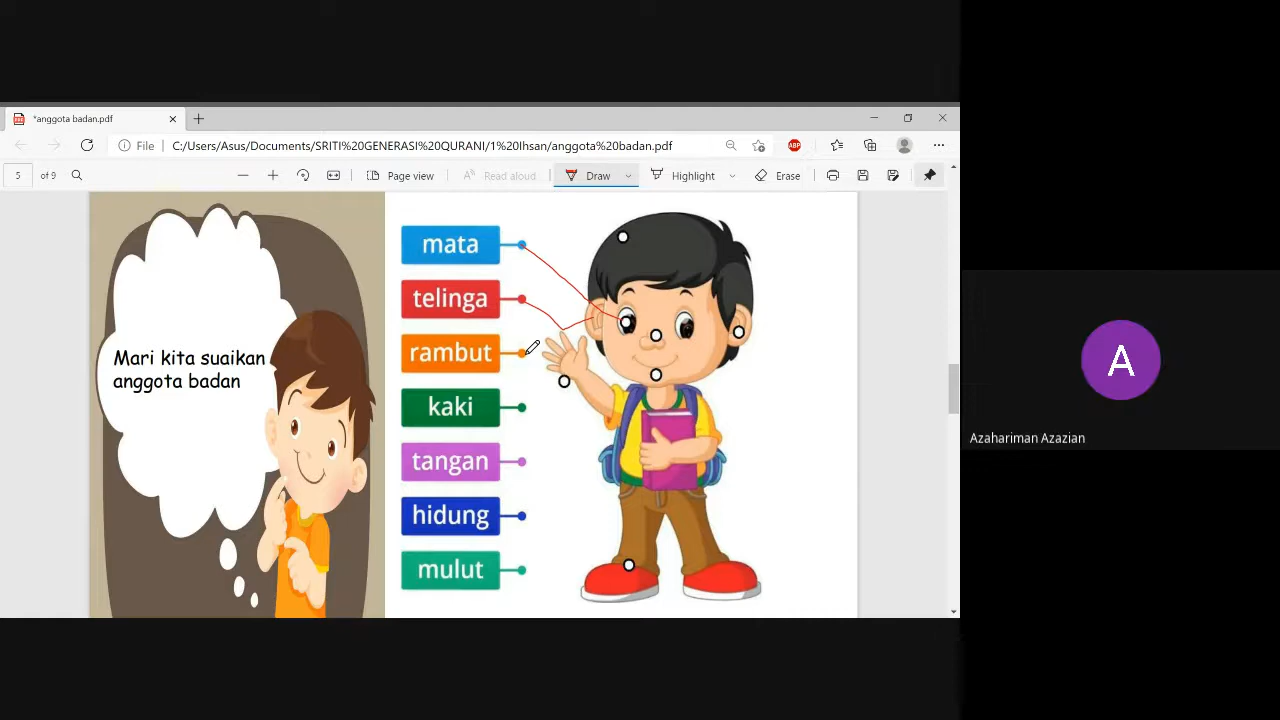 *anggota badan.pdf
File | C:/Users/Asus/Documents/SRITI%20GENERASI%20QURANI/1%20Ihsan/anggota%20badan.pdf
ABP
5 of 9
Page view
Read aloud
Draw
Highlight
Erase
Mari kita suaikan
anggota badan
mata
telinga
rambut
kaki
tangan
hidung
mulut
A
Azahariman Azazian